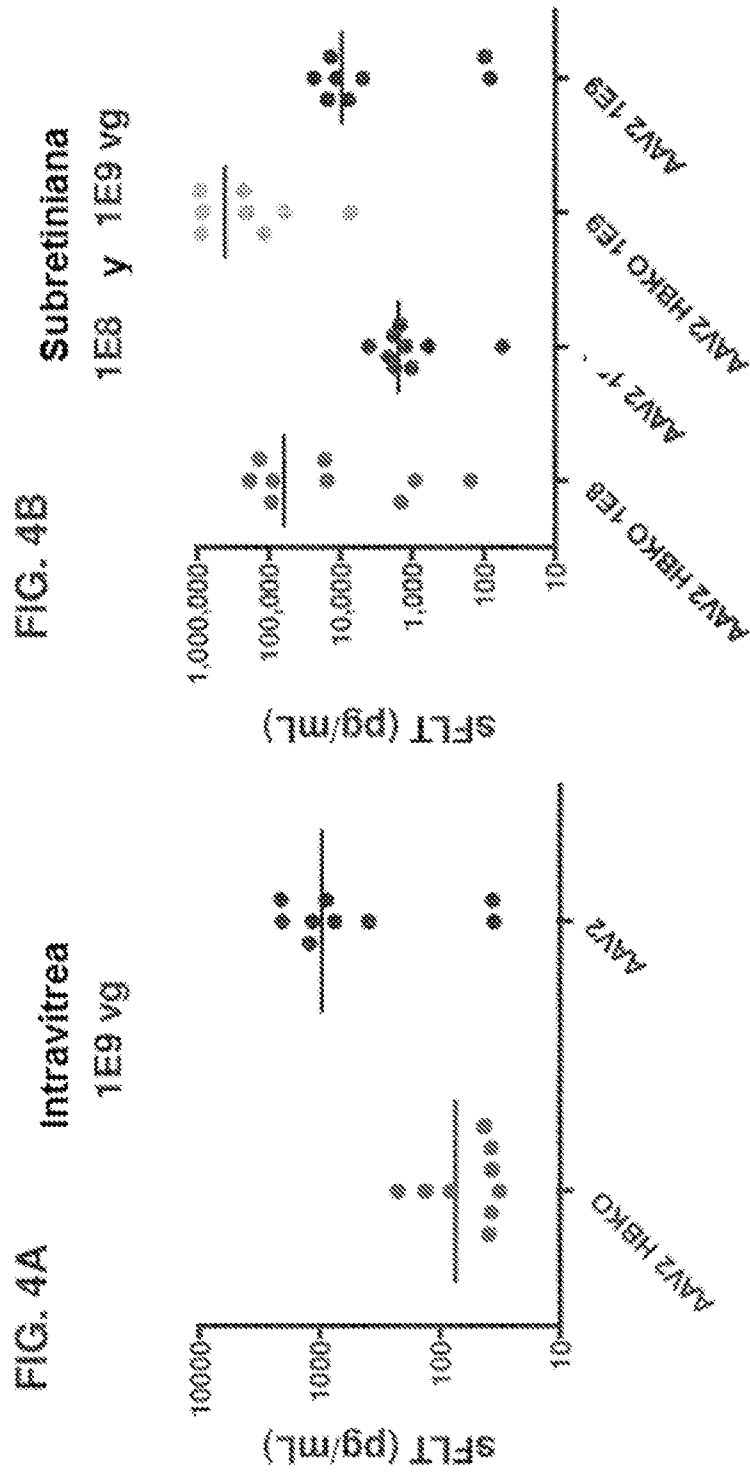 FIG. 4A
Intravitrea
1E9 vg
sFLT (pg/mL)
10000
1000
100
10
AAV2 HBKO
AAV2
FIG. 4B
Subretiniana
1E8 y 1E9 vg
sFLT (pg/mL)
1,000,000
100,000
10,000
1,000
100
10
AAV2 HBKO 1E8
AAV2
AAV2 HBKO 1E9
AAV2 1E9